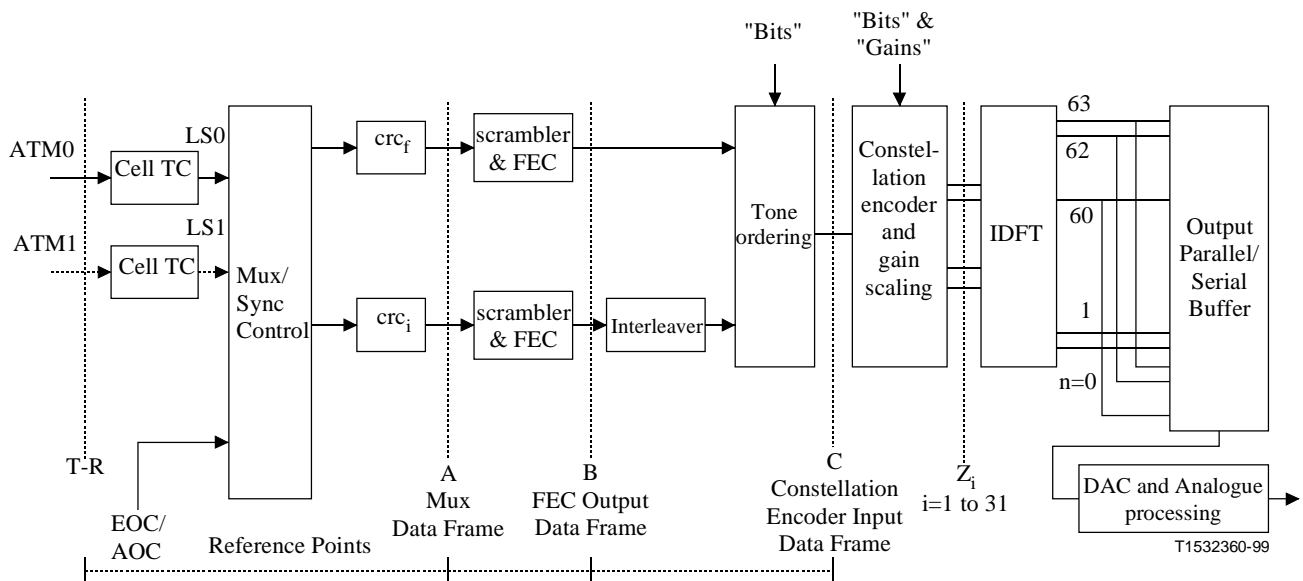 "Bits"
"Bits" &
"Gains"
ATM0
Cell TC
LS0
ATM1
Cell TC
LS1
Mux/
Sync
Control
crcf
scrambler
& FEC
crci
scrambler
& FEC
Interleaver
Tone
ordering
Constel-
lation
encoder
and
gain
scaling
IDFT
63
62
60
1
n=0
Output
Parallel/
Serial
Buffer
T-R
EOC/
AOC
A
Mux
Data Frame
B
FEC Output
Data Frame
C
Constellation
Encoder Input
Data Frame
Zi
i=1 to 31
DAC and Analogue
processing
Reference Points
T1532360-99